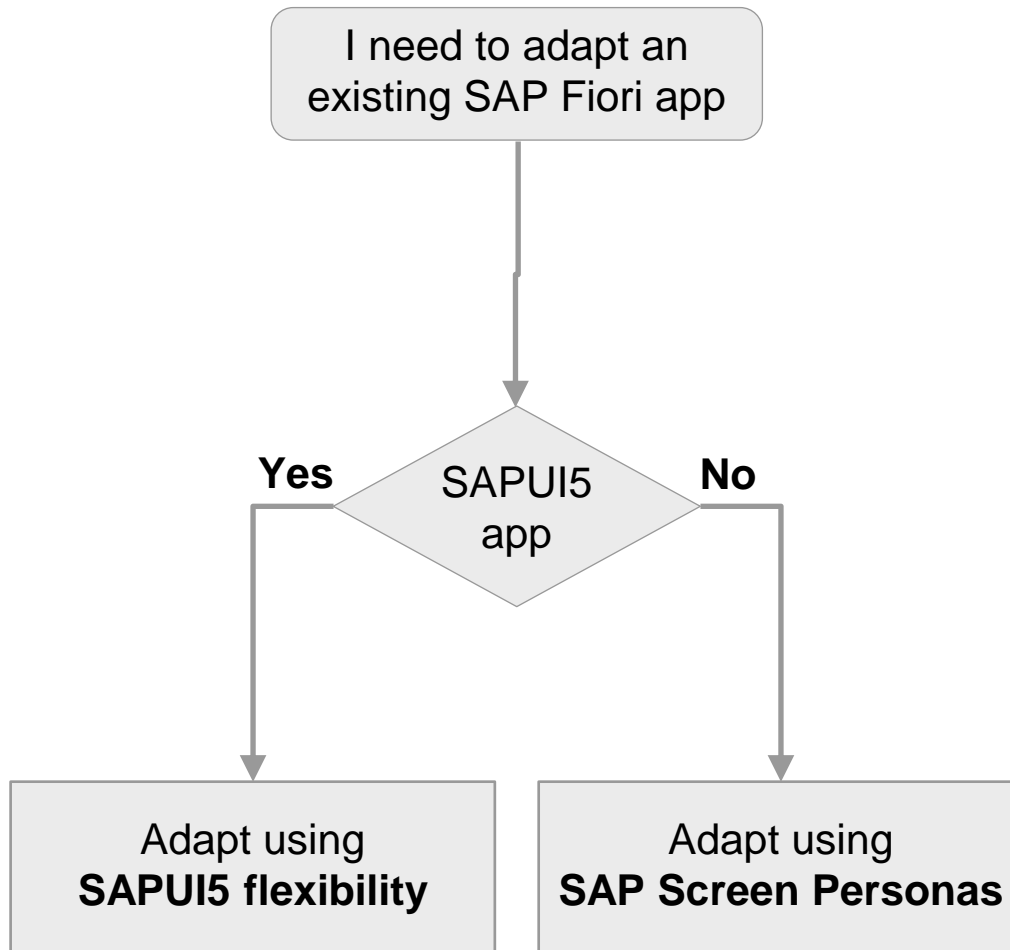 I need to adapt an
existing SAP Fiori app
Yes
SAPUI5
app
No
Adapt using
SAPUI5 flexibility
Adapt using
SAP Screen Personas